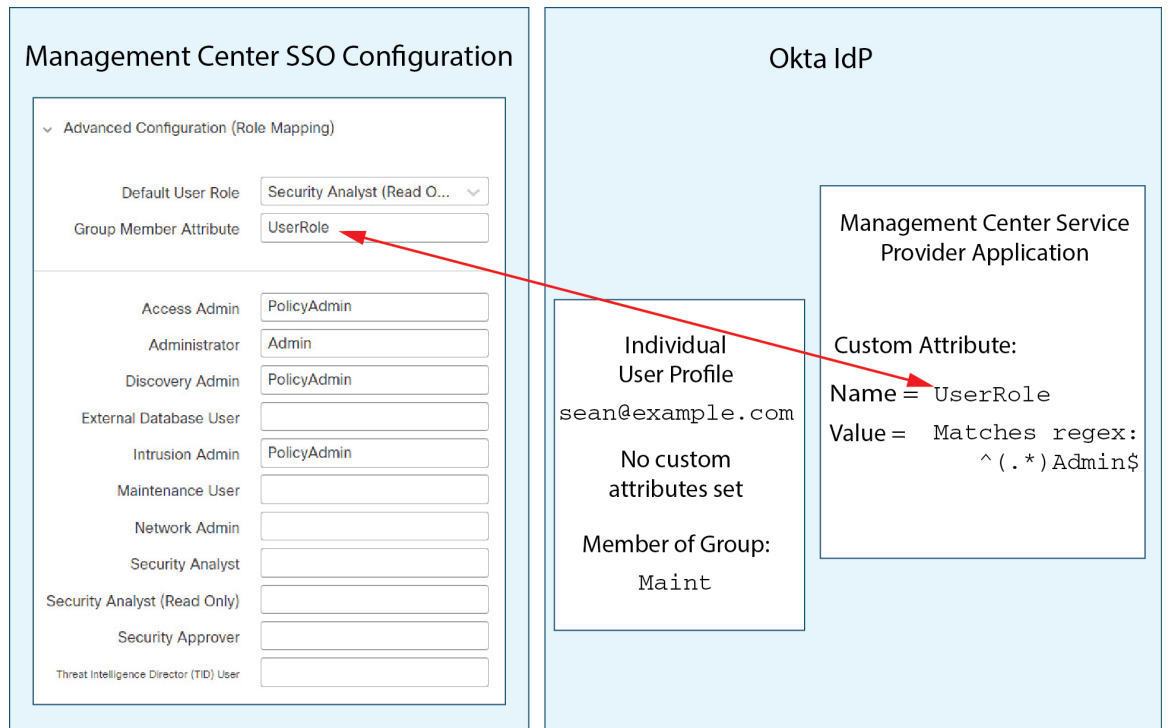 Management Center SSO Configuration
Advanced Configuration (Role Mapping)
Default User Role Security Analyst (Read O...
Group Member Attribute UserRole
Access Admin PolicyAdmin
Administrator Admin
Discovery Admin PolicyAdmin
External Database User
Intrusion Admin PolicyAdmin
Maintenance User
Network Admin
Security Analyst
Security Analyst (Read Only)
Security Approver
Threat Intelligence Director (TID) User
Okta IdP
Individual
User Profile
sean@example.com
No custom
attributes set
Member of Group:
Maint
Management Center Service
Provider Application
Custom Attribute:
Name = UserRole
Value = Matches regex:
^(.*)Admin$